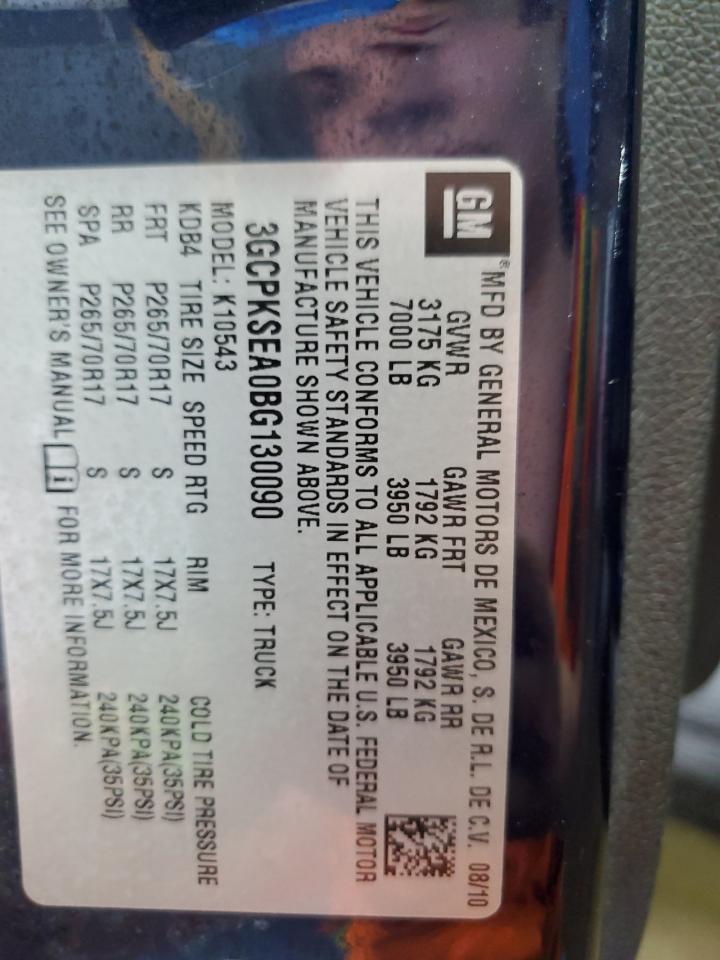 GM
® MFD BY GENERAL MOTORS DE MEXICO, S. DE R.L. DE C.V. 08/10
GVWR GAWR FRT GAWR RR
3175 KG 1792 KG 1792 KG
7000 LB 3950 LB 3950 LB
THIS VEHICLE CONFORMS TO ALL APPLICABLE U.S. FEDERAL MOTOR
VEHICLE SAFETY STANDARDS IN EFFECT ON THE DATE OF
MANUFACTURE SHOWN ABOVE.
3GCPKSEA0BG130090 TYPE: TRUCK
MODEL: K10543
KDB4 TIRE SIZE SPEED RTG RIM COLD TIRE PRESSURE
FRT P265/70R17 S 17X7.5J 240KPA(35PSI)
RR P265/70R17 S 17X7.5J 240KPA(35PSI)
SPA P265/70R17 S 17X7.5J 240KPA(35PSI)
SEE OWNER'S MANUAL i FOR MORE INFORMATION.